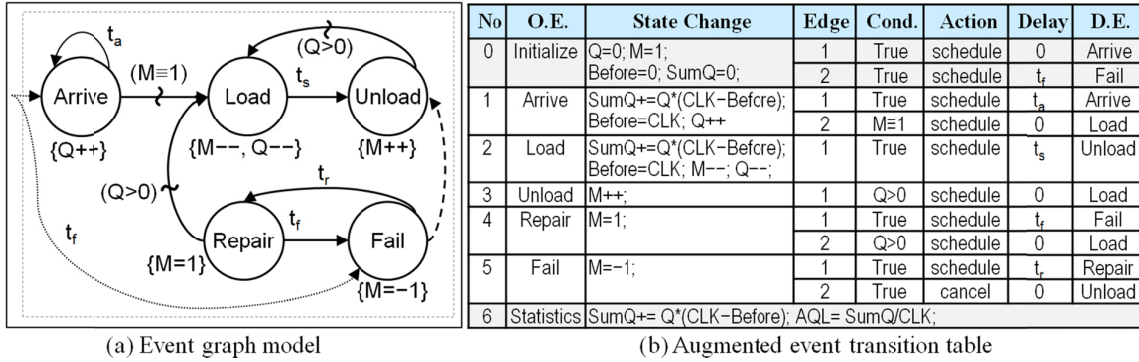 t_a
(M≡1)
(Q>0)
t_s
Arrive
Load
Unload
{Q++}
{M−−, Q−−}
{M++}
(Q>0)
t_r
t_f
t_f
Repair
Fail
{M=1}
{M=−1}
(a) Event graph model
No O.E. State Change Edge Cond. Action Delay D.E.
0 Initialize Q=0; M=1; 1 True schedule 0 Arrive
Before=0; SumQ=0; 2 True schedule t_f Fail
1 Arrive SumQ+=Q*(CLK−Before); 1 True schedule t_a Arrive
Before=CLK; Q++ 2 M≡1 schedule 0 Load
2 Load SumQ+=Q*(CLK−Before); 1 True schedule t_s Unload
Before=CLK; M−−; Q−−;
3 Unload M++; 1 Q>0 schedule 0 Load
4 Repair M=1; 1 True schedule t_f Fail
2 Q>0 schedule 0 Load
5 Fail M=−1; 1 True schedule t_r Repair
2 True cancel 0 Unload
6 Statistics SumQ+= Q*(CLK−Before); AQL= SumQ/CLK;
(b) Augmented event transition table